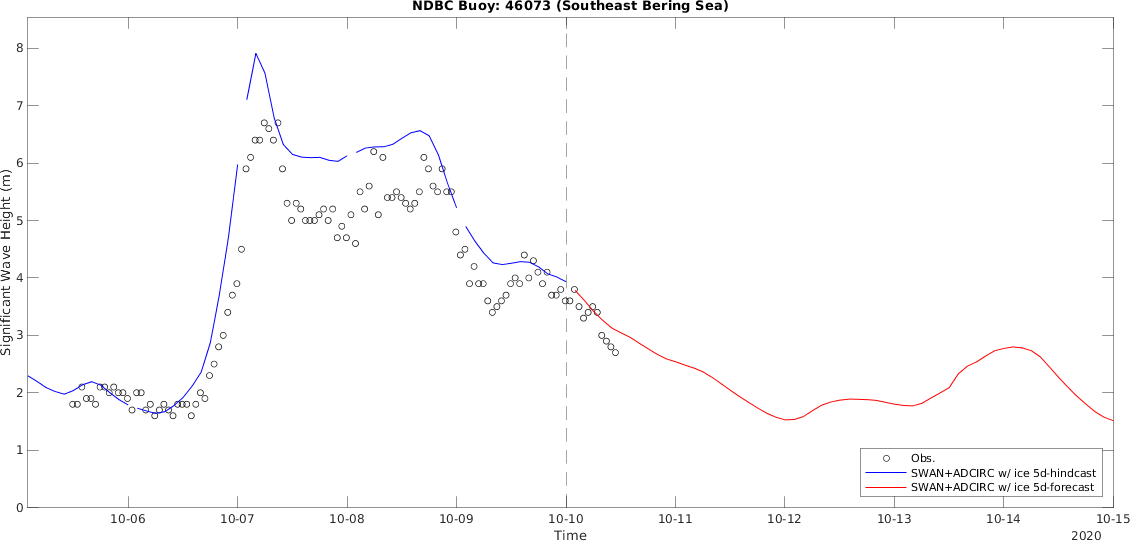 NDBC Buoy: 46073 (Southeast Bering Sea)
Significant Wave Height (m)
8
7
6
5
4
3
2
1
0
Obs.
SWAN+ADCIRC w/ ice 5d-hindcast
SWAN+ADCIRC w/ ice 5d-forecast
10-06 10-07 10-08 10-09 10-10 10-11 10-12 10-13 10-14 10-15
Time
2020